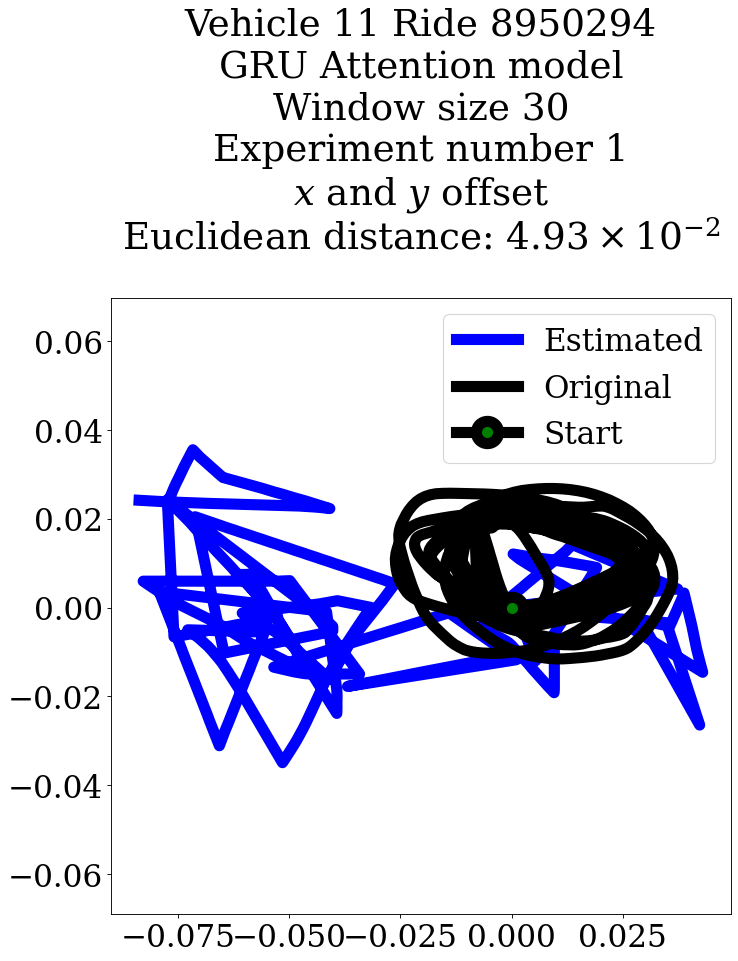 Vehicle 11 Ride 8950294
GRU Attention model
Window size 30
Experiment number 1
x and y offset
Euclidean distance: 4.93 × 10⁻²
Estimated
Original
Start
0.06
0.04
0.02
0.00
−0.02
−0.04
−0.06
−0.075 −0.050 −0.025 0.000 0.025